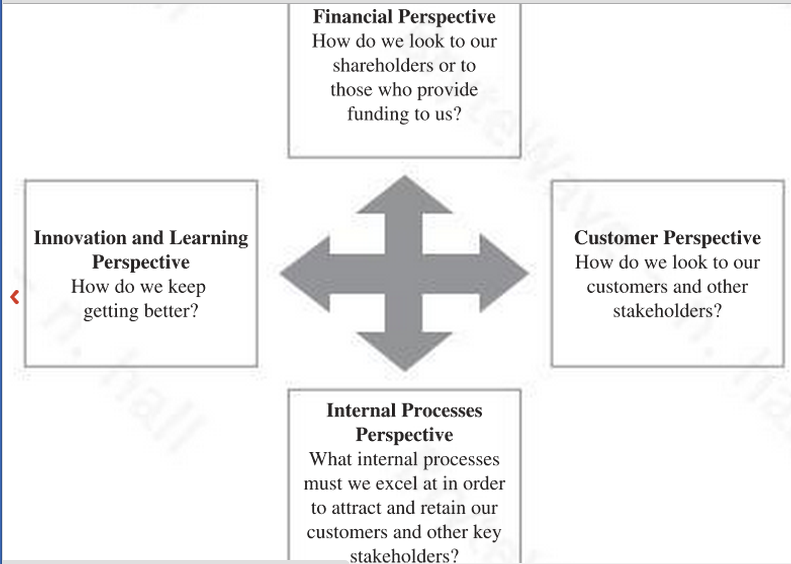 Financial Perspective
How do we look to our
shareholders or to
those who provide
funding to us?
Innovation and Learning
Perspective
How do we keep
getting better?
Customer Perspective
How do we look to our
customers and other
stakeholders?
Internal Processes
Perspective
What internal processes
must we excel at in order
to attract and retain our
customers and other key
stakeholders?
n. hall